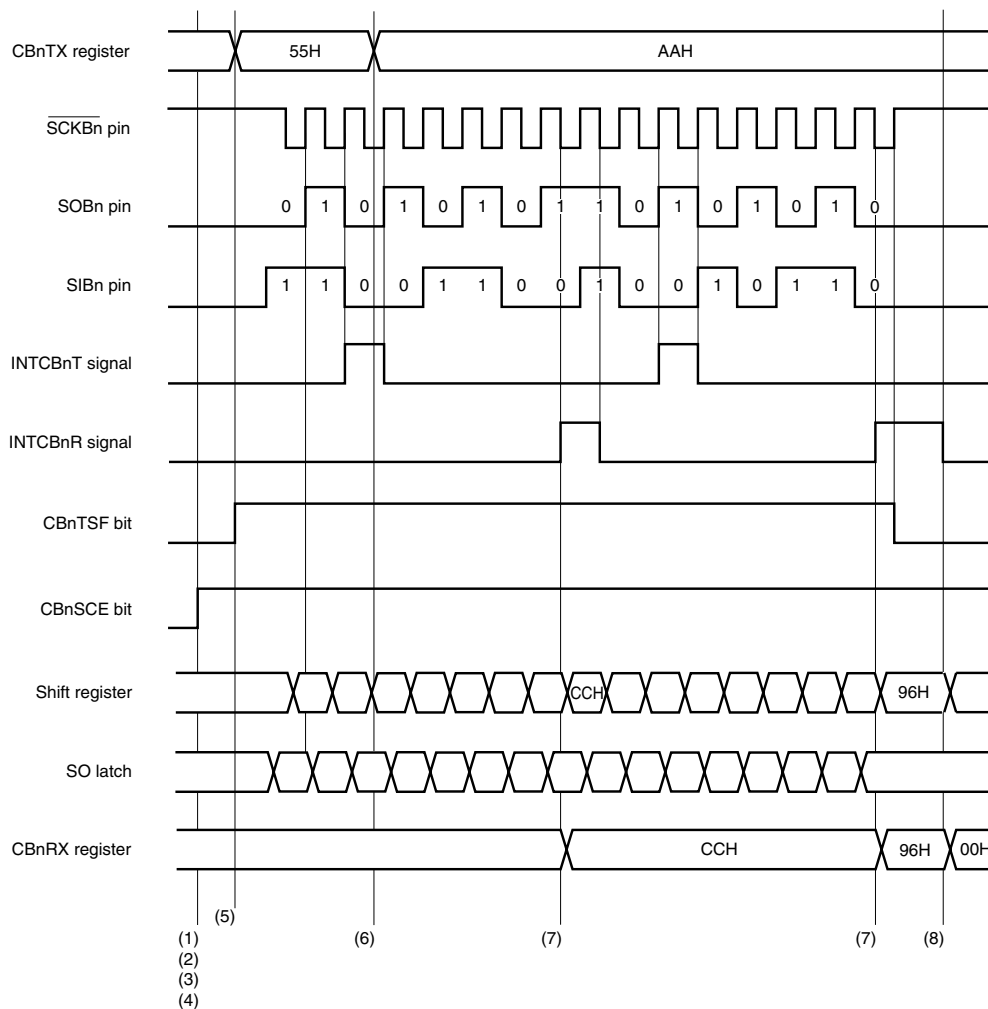 CBnTX register 55H AAH
SCKBn pin
SOBn pin 0 1 0 1 0 1 0 1 1 0 1 0 1 0 1 0
SIBn pin 1 1 0 0 1 1 0 0 1 0 0 1 0 1 1 0
INTCBnT signal
INTCBnR signal
CBnTSF bit
CBnSCE bit
Shift register CCH 96H
SO latch
CBnRX register CCH 96H 00H
(5)
(1) (6) (7) (7) (8)
(2)
(3)
(4)